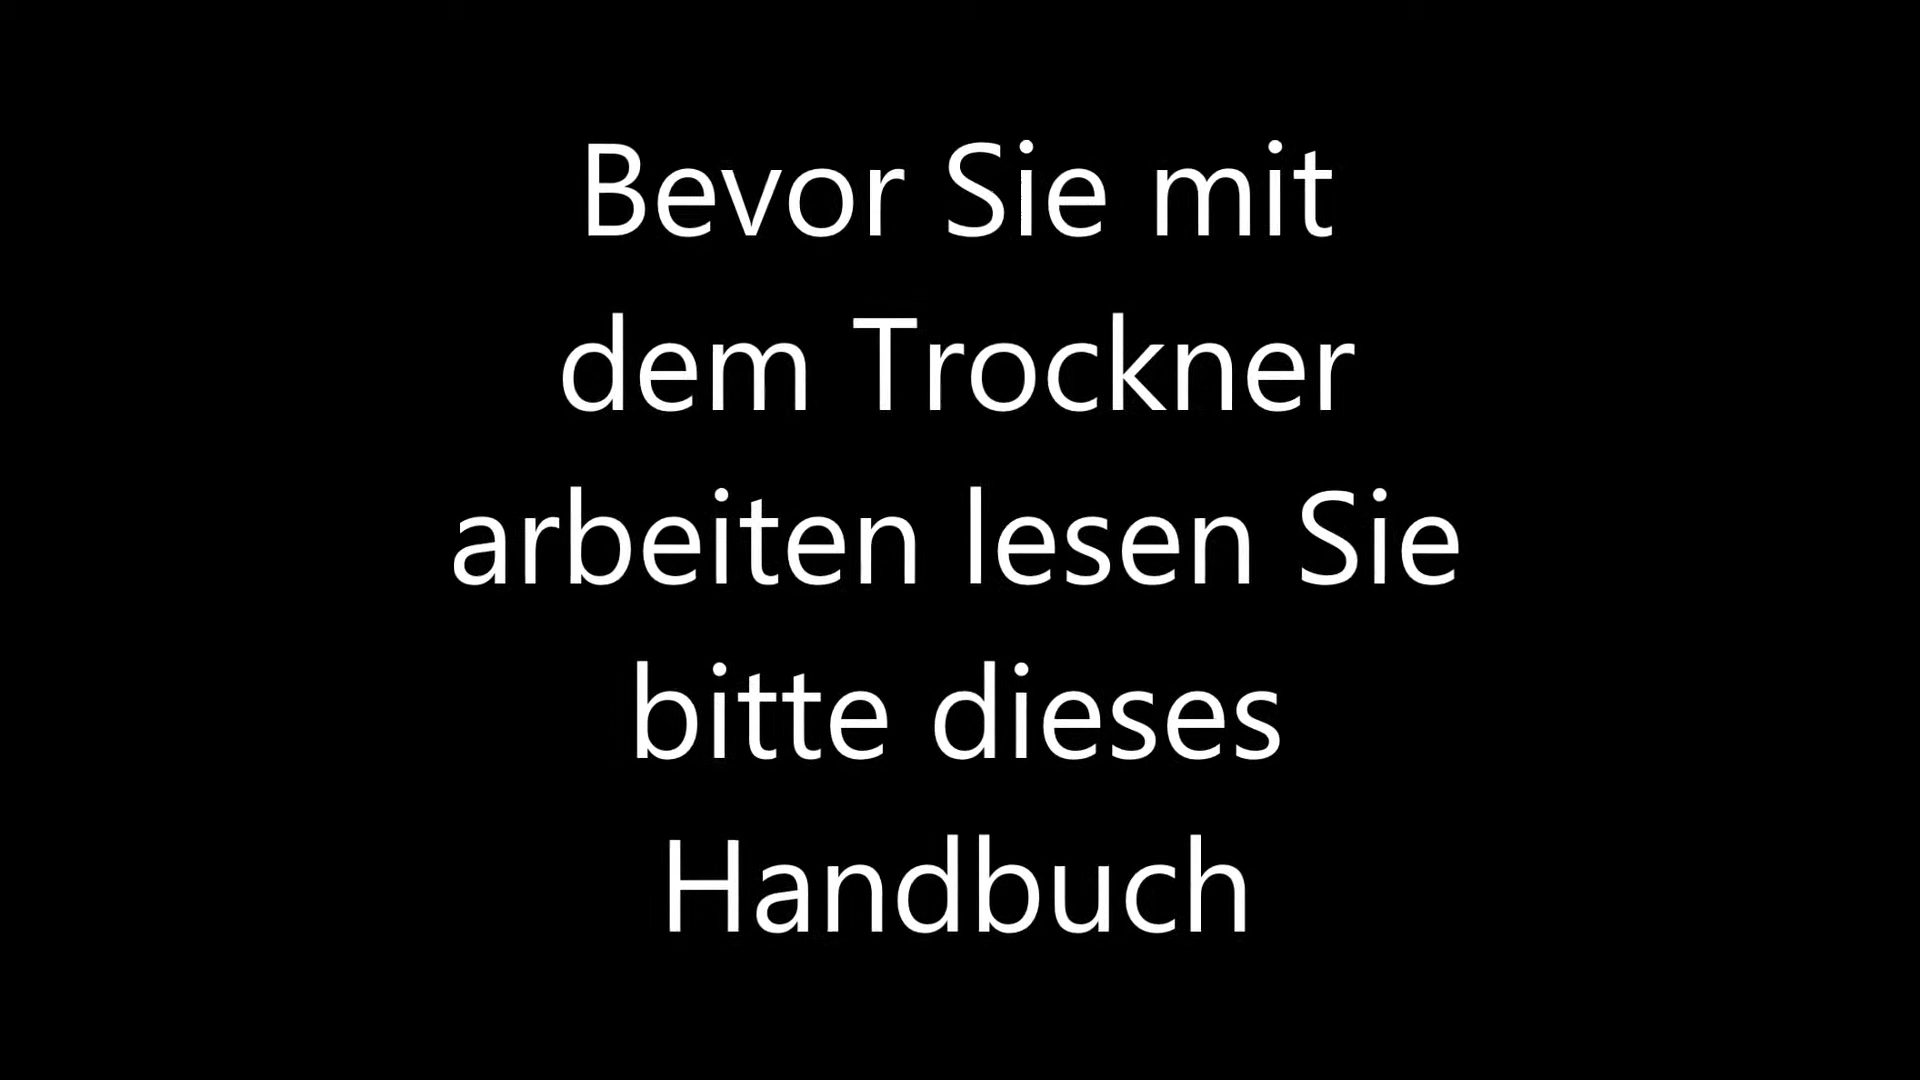 Bevor Sie mit
dem Trockner
arbeiten lesen Sie
bitte dieses
Handbuch